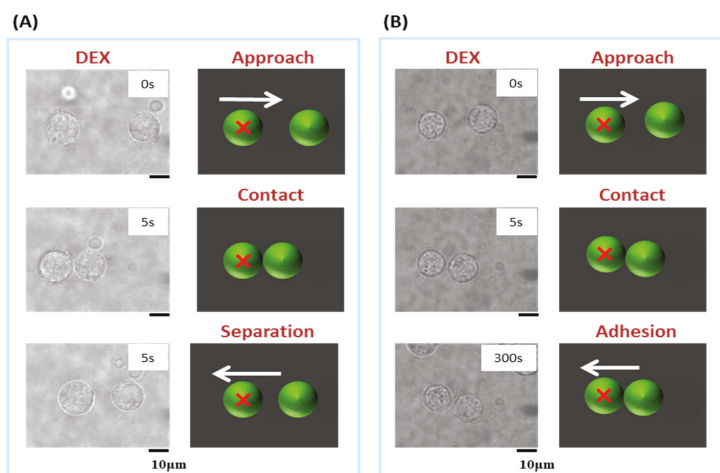 (A)
DEX
Approach
0s
Contact
5s
Separation
5s
10μm
(B)
DEX
Approach
0s
Contact
5s
Adhesion
300s
10μm